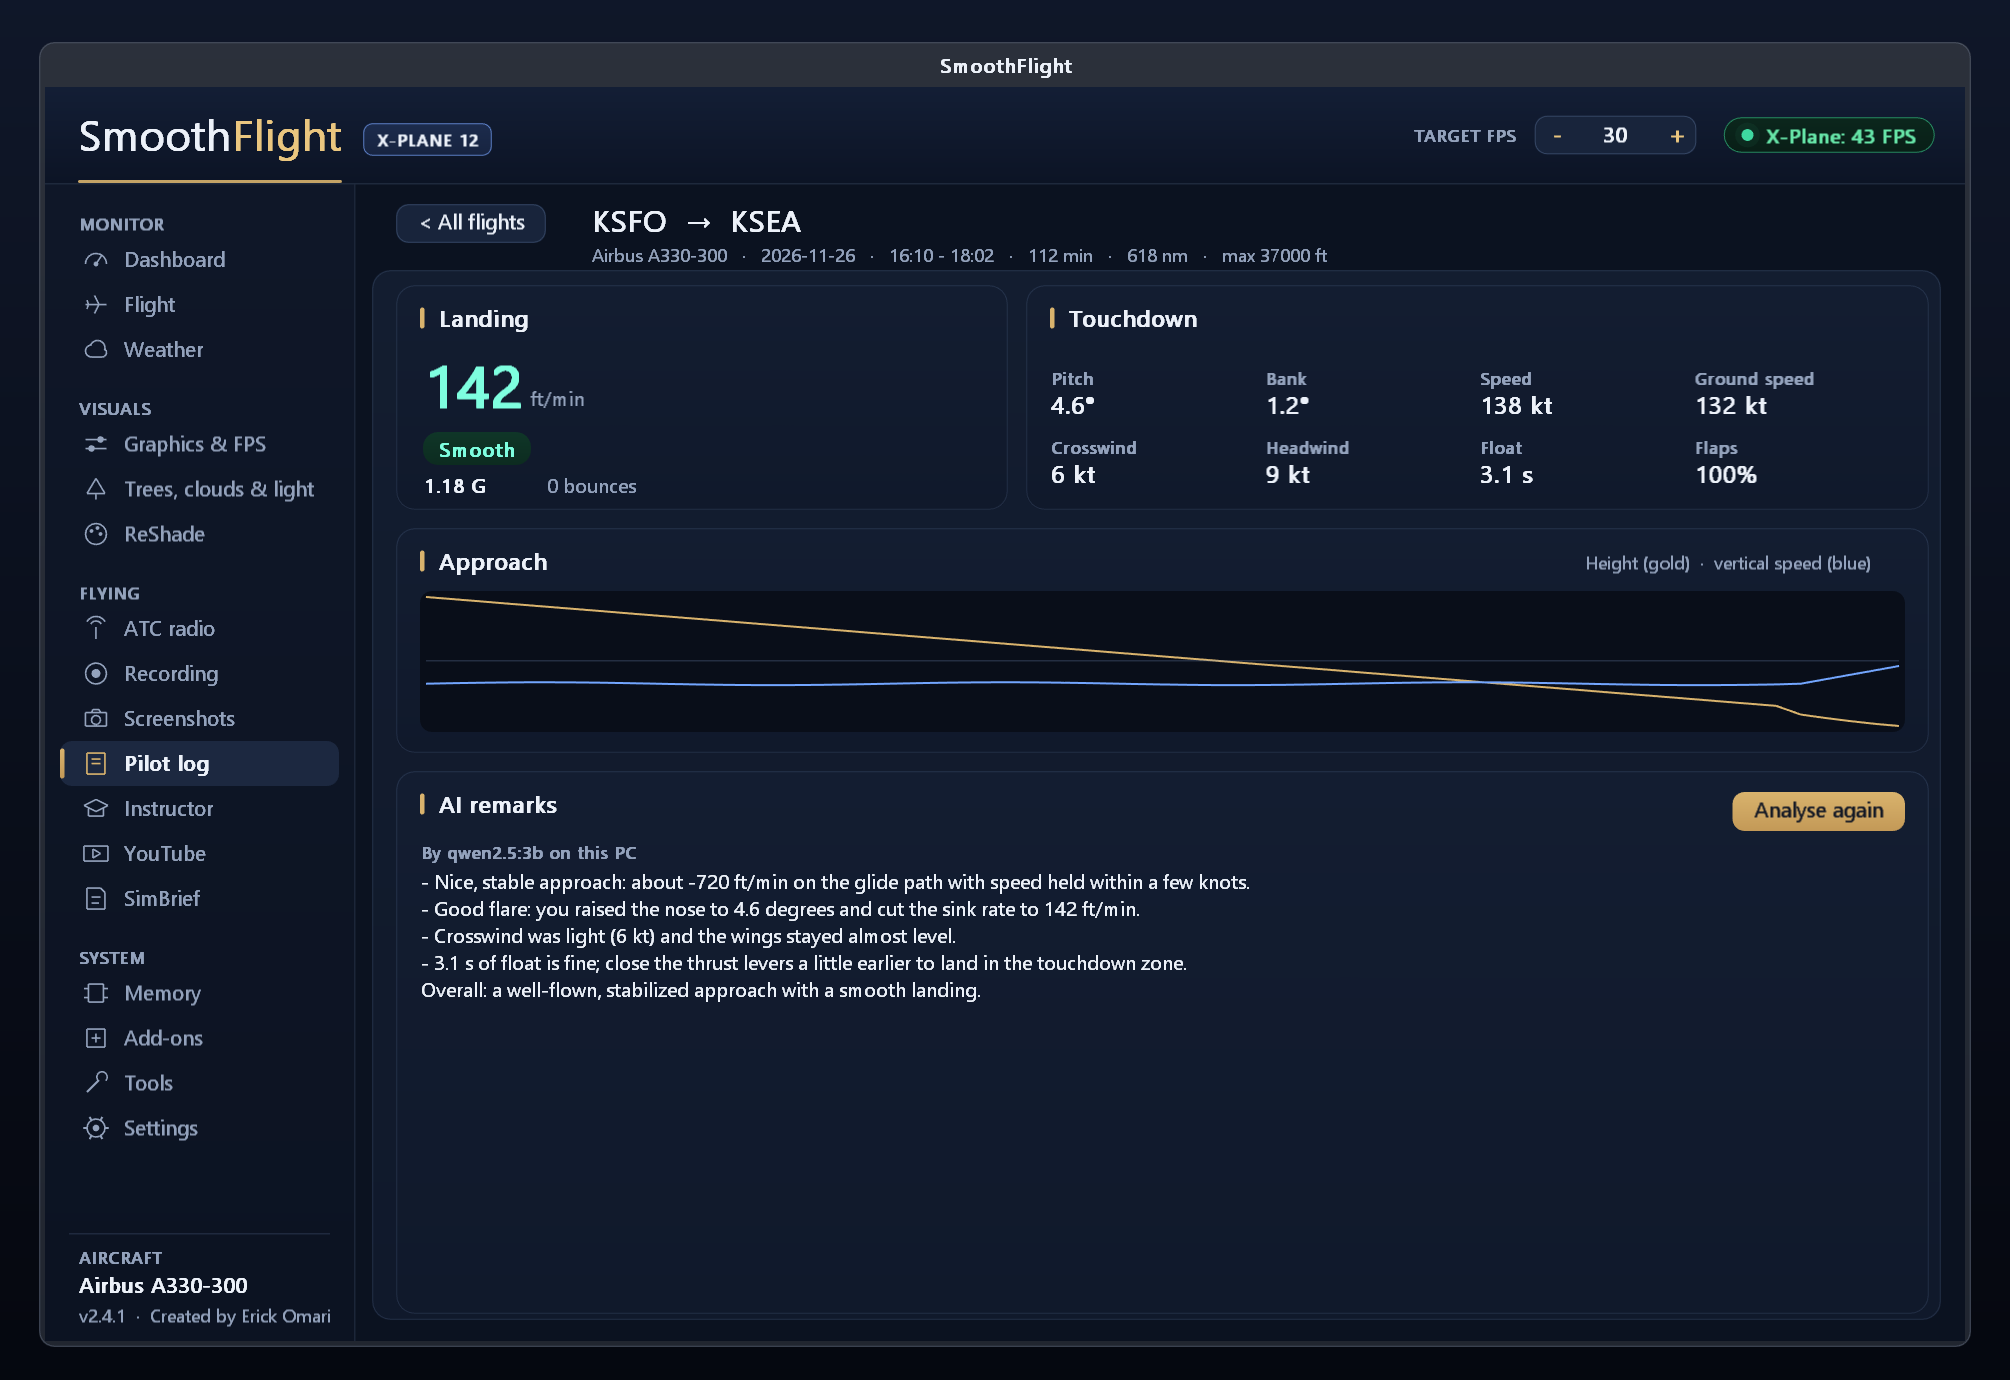 SmoothFlight
SmoothFlight
X-PLANE 12
TARGET FPS
- 30 +
X-Plane: 43 FPS
MONITOR
Dashboard
Flight
Weather
VISUALS
Graphics & FPS
Trees, clouds & light
ReShade
FLYING
ATC radio
Recording
Screenshots
Pilot log
Instructor
YouTube
SimBrief
SYSTEM
Memory
Add-ons
Tools
Settings
AIRCRAFT
Airbus A330-300
v2.4.1 · Created by Erick Omari
< All flights
KSFO → KSEA
Airbus A330-300 · 2026-11-26 · 16:10 - 18:02 · 112 min · 618 nm · max 37000 ft
Landing
142 ft/min
Smooth
1.18 G 0 bounces
Touchdown
Pitch Bank Speed Ground speed
4.6° 1.2° 138 kt 132 kt
Crosswind Headwind Float Flaps
6 kt 9 kt 3.1 s 100%
Approach
Height (gold) · vertical speed (blue)
AI remarks
Analyse again
By qwen2.5:3b on this PC
- Nice, stable approach: about -720 ft/min on the glide path with speed held within a few knots.
- Good flare: you raised the nose to 4.6 degrees and cut the sink rate to 142 ft/min.
- Crosswind was light (6 kt) and the wings stayed almost level.
- 3.1 s of float is fine; close the thrust levers a little earlier to land in the touchdown zone.
Overall: a well-flown, stabilized approach with a smooth landing.